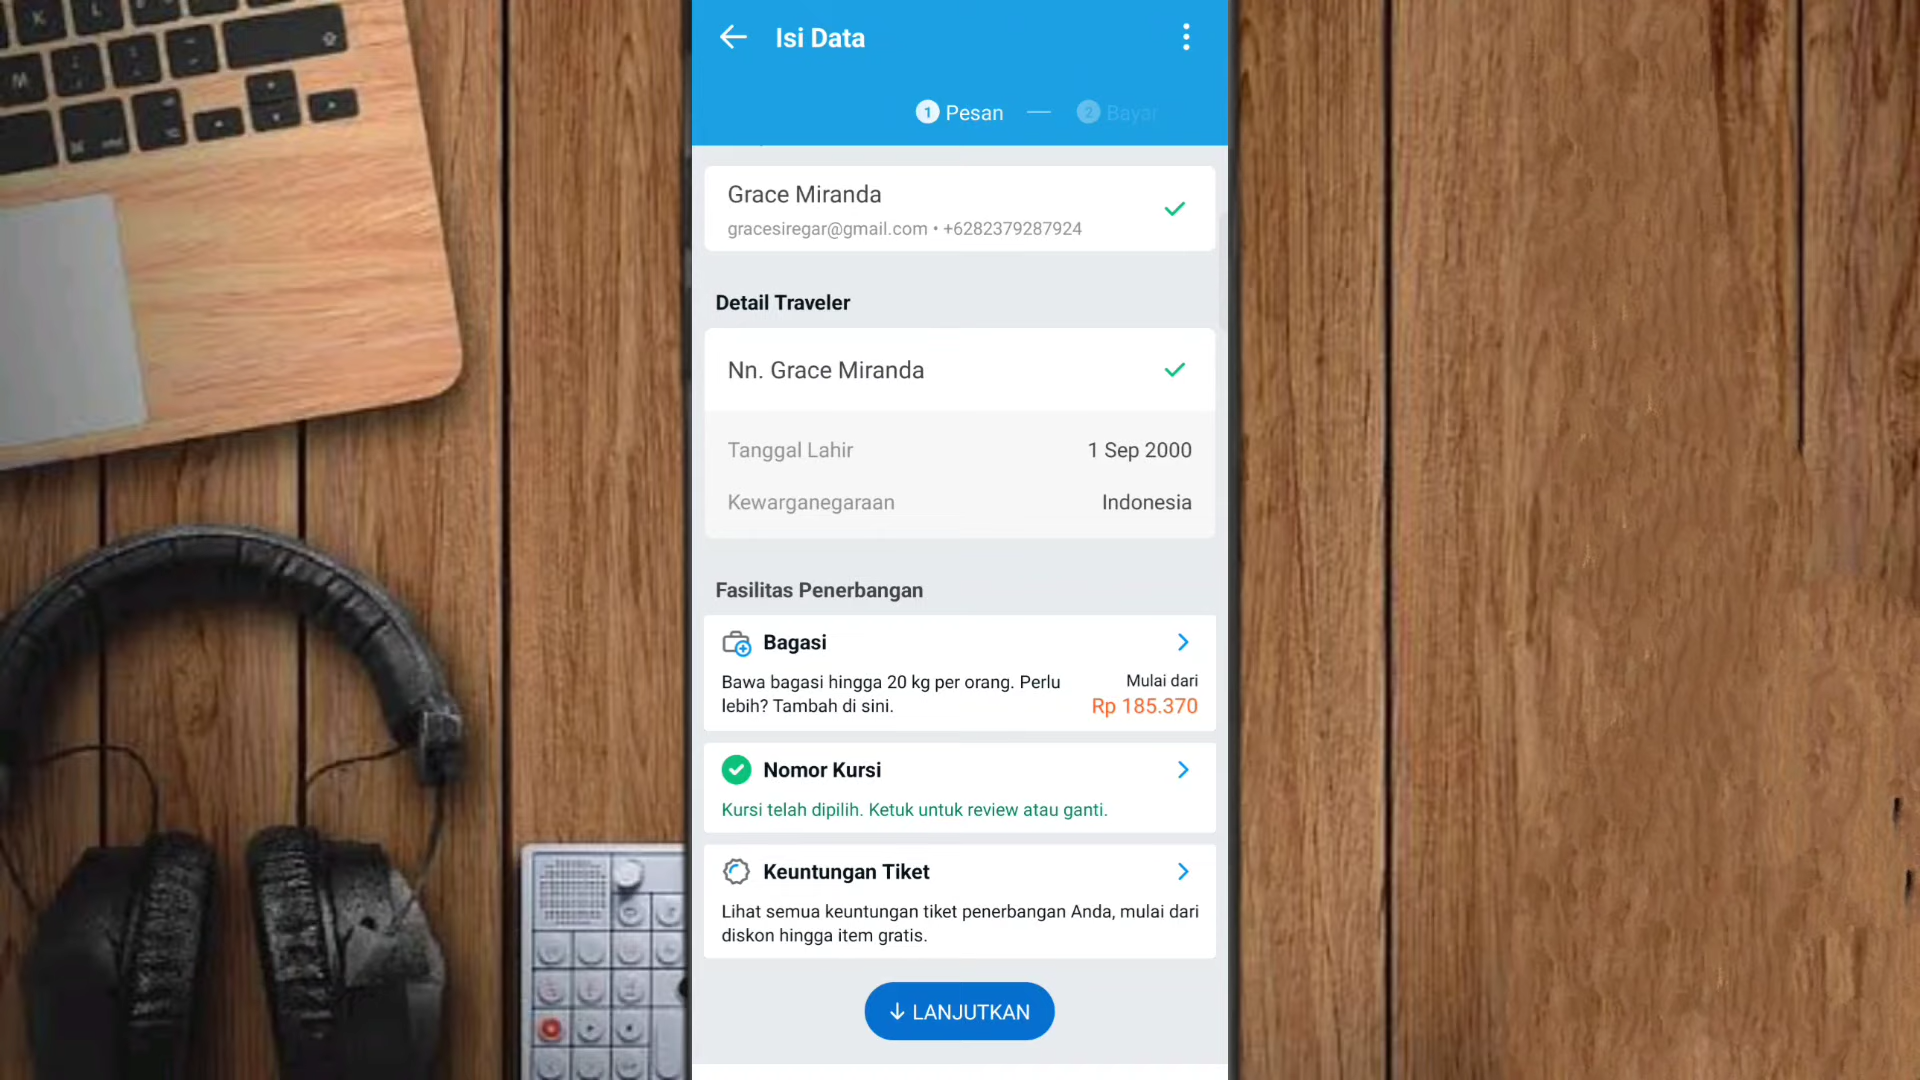 Isi Data
1 Pesan — 2 Bayar
Grace Miranda
gracesiregar@gmail.com • +6282379287924
Detail Traveler
Nn. Grace Miranda
Tanggal Lahir 1 Sep 2000
Kewarganegaraan Indonesia
Fasilitas Penerbangan
Bagasi
Bawa bagasi hingga 20 kg per orang. Perlu
lebih? Tambah di sini.
Mulai dari
Rp 185.370
Nomor Kursi
Kursi telah dipilih. Ketuk untuk review atau ganti.
Keuntungan Tiket
Lihat semua keuntungan tiket penerbangan Anda, mulai dari
diskon hingga item gratis.
LANJUTKAN